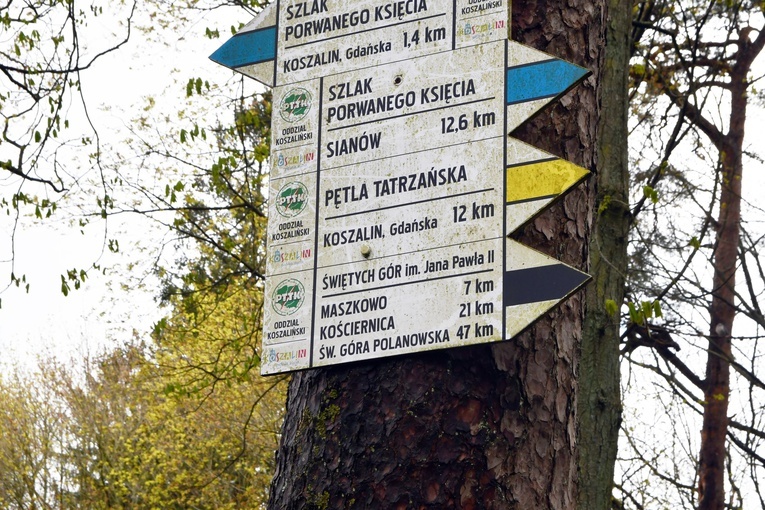 SZLAK
PORWANEGO KSIĘCIA
KOSZALIN, Gdańska 1,4 km
KOSZALIŃSKI
KOSZALIN
PTTK
ODDZIAŁ
KOSZALIŃSKI
KOSZALIN
SZLAK
PORWANEGO KSIĘCIA
SIANÓW 12,6 km
PTTK
ODDZIAŁ
KOSZALIŃSKI
KOSZALIN
PĘTLA TATRZAŃSKA
KOSZALIN, Gdańska 12 km
PTTK
ODDZIAŁ
KOSZALIŃSKI
KOSZALIN
ŚWIĘTYCH GÓR im. Jana Pawła II
MASZKOWO 7 km
KOŚCIERNICA 21 km
ŚW. GÓRA POLANOWSKA 47 km